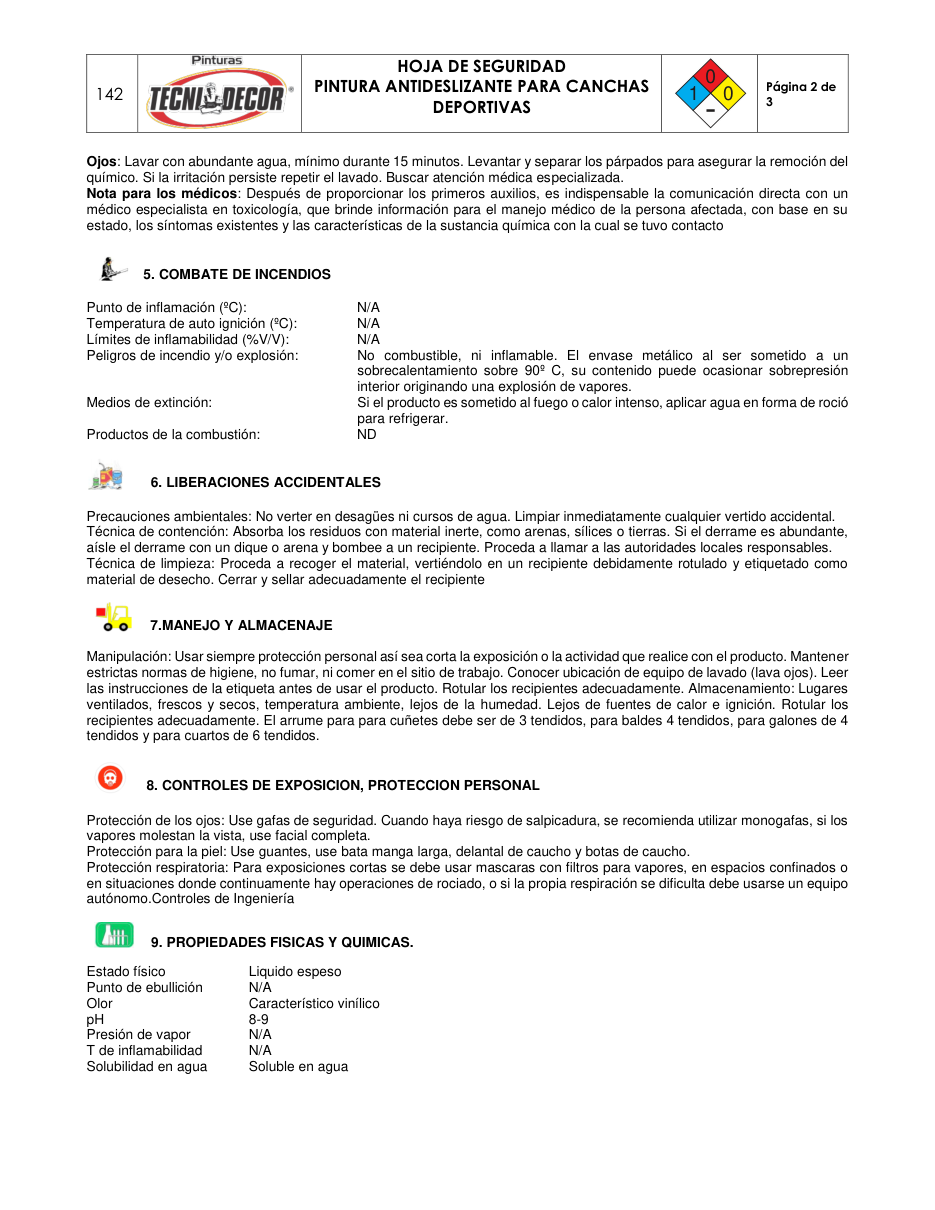 142
Pinturas
TECNI DECOR®
HOJA DE SEGURIDAD
PINTURA ANTIDESLIZANTE PARA CANCHAS
DEPORTIVAS
0
1 0
–
Página 2 de
3
Ojos: Lavar con abundante agua, mínimo durante 15 minutos. Levantar y separar los párpados para asegurar la remoción del
químico. Si la irritación persiste repetir el lavado. Buscar atención médica especializada.
Nota para los médicos: Después de proporcionar los primeros auxilios, es indispensable la comunicación directa con un
médico especialista en toxicología, que brinde información para el manejo médico de la persona afectada, con base en su
estado, los síntomas existentes y las características de la sustancia química con la cual se tuvo contacto
5. COMBATE DE INCENDIOS
Punto de inflamación (ºC): N/A
Temperatura de auto ignición (ºC): N/A
Límites de inflamabilidad (%V/V): N/A
Peligros de incendio y/o explosión: No combustible, ni inflamable. El envase metálico al ser sometido a un
sobrecalentamiento sobre 90º C, su contenido puede ocasionar sobrepresión
interior originando una explosión de vapores.
Medios de extinción: Si el producto es sometido al fuego o calor intenso, aplicar agua en forma de roció
para refrigerar.
Productos de la combustión: ND
6. LIBERACIONES ACCIDENTALES
Precauciones ambientales: No verter en desagües ni cursos de agua. Limpiar inmediatamente cualquier vertido accidental.
Técnica de contención: Absorba los residuos con material inerte, como arenas, sílices o tierras. Si el derrame es abundante,
aísle el derrame con un dique o arena y bombee a un recipiente. Proceda a llamar a las autoridades locales responsables.
Técnica de limpieza: Proceda a recoger el material, vertiéndolo en un recipiente debidamente rotulado y etiquetado como
material de desecho. Cerrar y sellar adecuadamente el recipiente
7.MANEJO Y ALMACENAJE
Manipulación: Usar siempre protección personal así sea corta la exposición o la actividad que realice con el producto. Mantener
estrictas normas de higiene, no fumar, ni comer en el sitio de trabajo. Conocer ubicación de equipo de lavado (lava ojos). Leer
las instrucciones de la etiqueta antes de usar el producto. Rotular los recipientes adecuadamente. Almacenamiento: Lugares
ventilados, frescos y secos, temperatura ambiente, lejos de la humedad. Lejos de fuentes de calor e ignición. Rotular los
recipientes adecuadamente. El arrume para para cuñetes debe ser de 3 tendidos, para baldes 4 tendidos, para galones de 4
tendidos y para cuartos de 6 tendidos.
8. CONTROLES DE EXPOSICION, PROTECCION PERSONAL
Protección de los ojos: Use gafas de seguridad. Cuando haya riesgo de salpicadura, se recomienda utilizar monogafas, si los
vapores molestan la vista, use facial completa.
Protección para la piel: Use guantes, use bata manga larga, delantal de caucho y botas de caucho.
Protección respiratoria: Para exposiciones cortas se debe usar mascaras con filtros para vapores, en espacios confinados o
en situaciones donde continuamente hay operaciones de rociado, o si la propia respiración se dificulta debe usarse un equipo
autónomo.Controles de Ingeniería
9. PROPIEDADES FISICAS Y QUIMICAS.
Estado físico Liquido espeso
Punto de ebullición N/A
Olor Característico vinílico
pH 8-9
Presión de vapor N/A
T de inflamabilidad N/A
Solubilidad en agua Soluble en agua